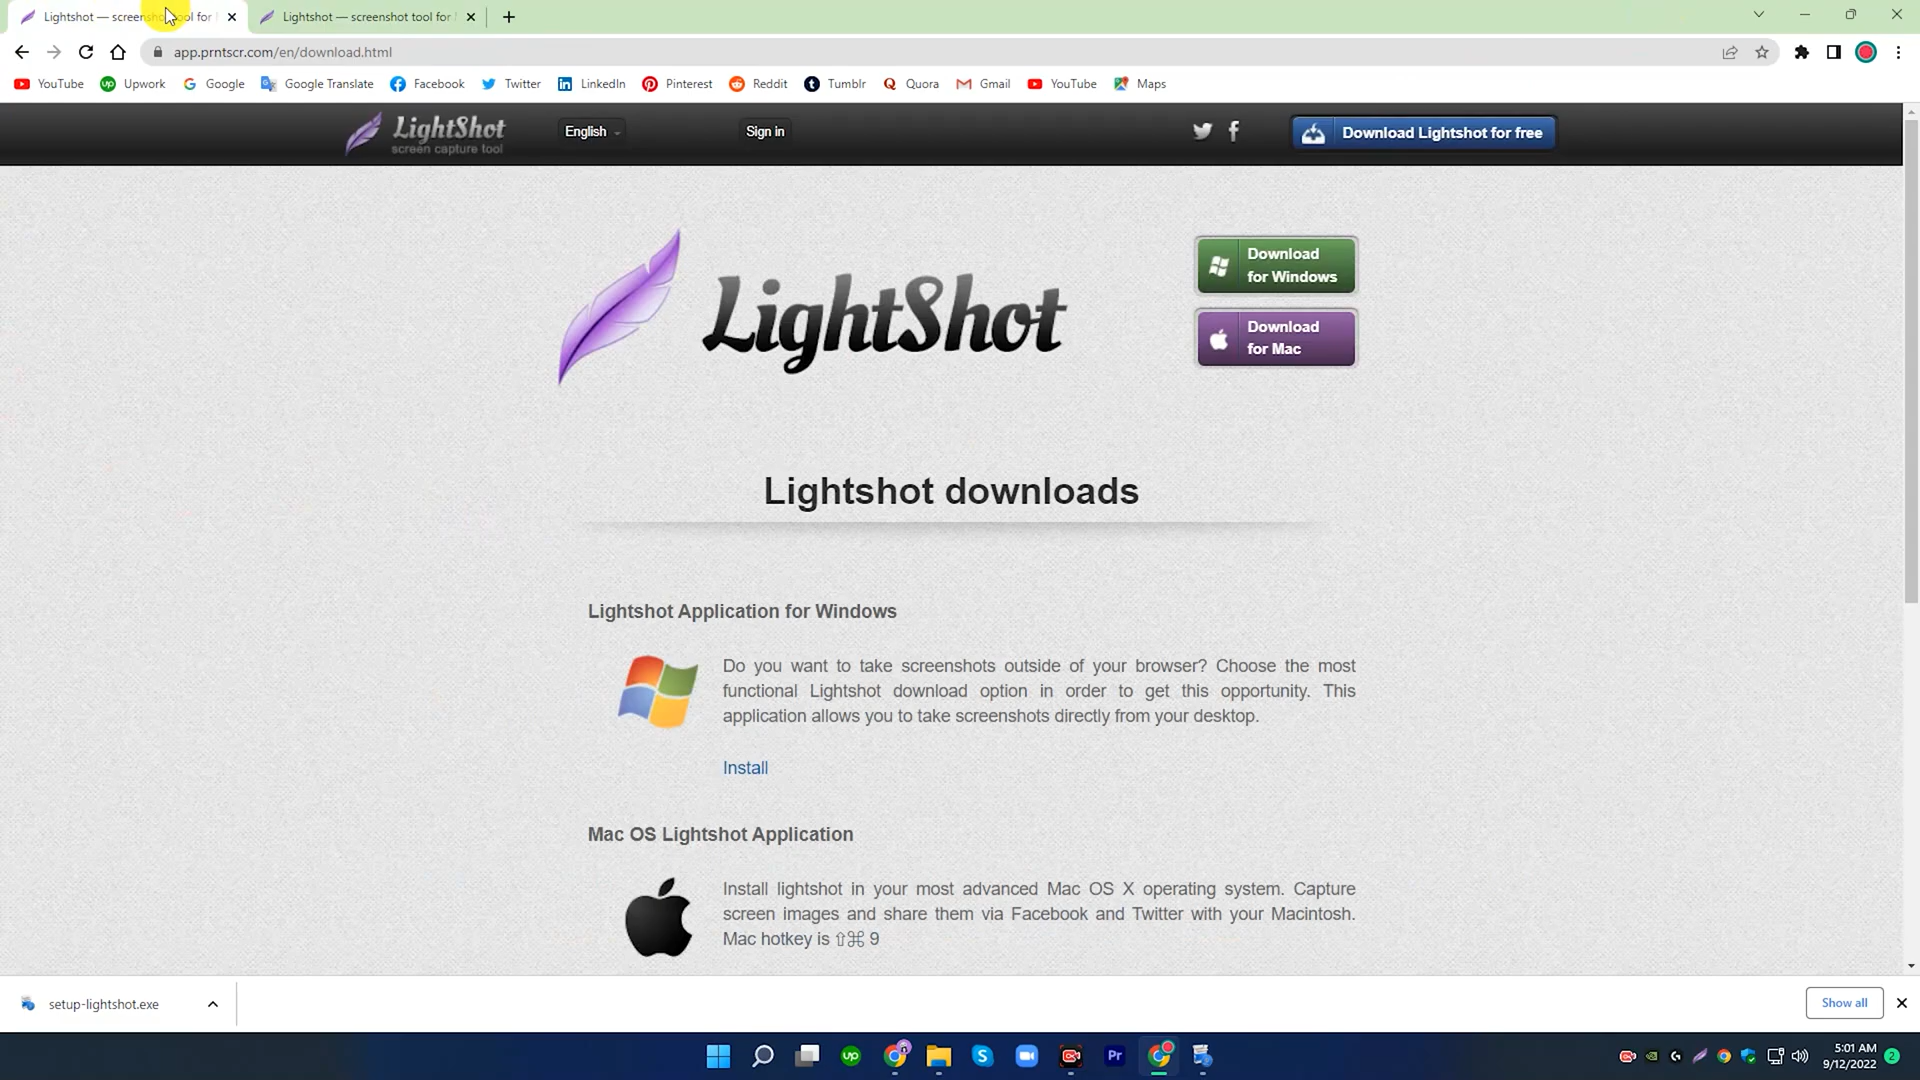 Lightshot — screenshot tool for
Lightshot — screenshot tool for
app.prntscr.com/en/download.html
YouTube
Upwork
Google
Google Translate
Facebook
Twitter
LinkedIn
Pinterest
Reddit
Tumblr
Quora
Gmail
YouTube
Maps
LightShot
screen capture tool
English
Sign in
Download Lightshot for free
LightShot
Download
for Windows
Download
for Mac
Lightshot downloads
Lightshot Application for Windows
Do you want to take screenshots outside of your browser? Choose the most
functional Lightshot download option in order to get this opportunity. This
application allows you to take screenshots directly from your desktop.
Install
Mac OS Lightshot Application
Install lightshot in your most advanced Mac OS X operating system. Capture
screen images and share them via Facebook and Twitter with your Macintosh.
Mac hotkey is ⇧⌘ 9
setup-lightshot.exe
Show all
up
Pr
5:01 AM
9/12/2022
2